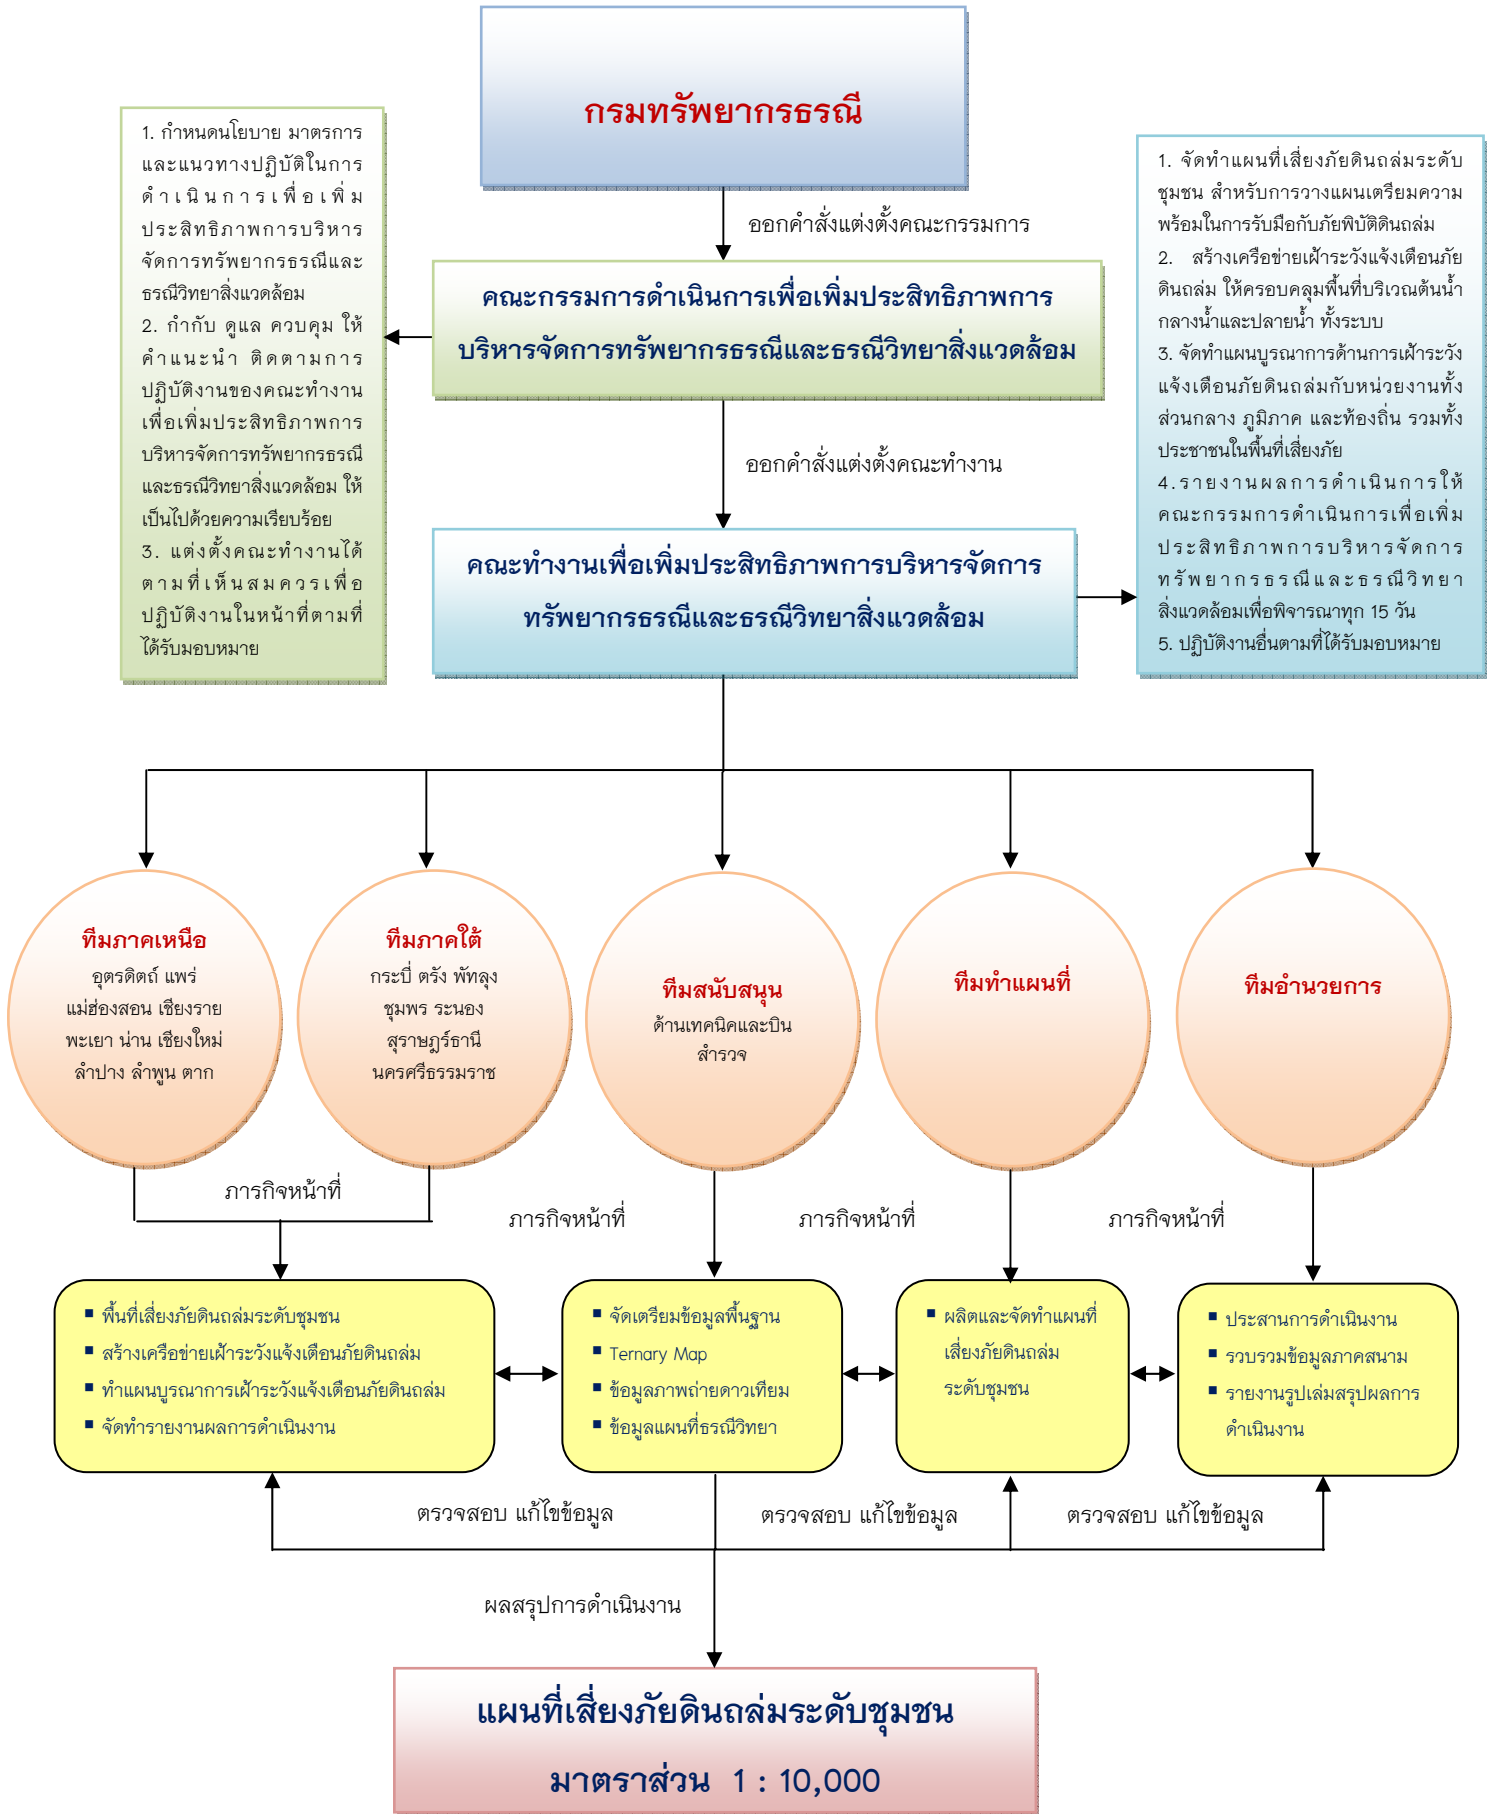 กรมทรัพยากรธรณี
ออกคำสั่งแต่งตั้งคณะกรรมการ
คณะกรรมการดำเนินการเพื่อเพิ่มประสิทธิภาพการ
บริหารจัดการทรัพยากรธรณีและธรณีวิทยาสิ่งแวดล้อม
1. กำหนดนโยบาย มาตรการ
และแนวทางปฏิบัติในการ
ดำเนินการเพื่อเพิ่ม
ประสิทธิภาพการบริหาร
จัดการทรัพยากรธรณีและ
ธรณีวิทยาสิ่งแวดล้อม
2. กำกับ ดูแล ควบคุม ให้
คำแนะนำ ติดตามการ
ปฏิบัติงานของคณะทำงาน
เพื่อเพิ่มประสิทธิภาพการ
บริหารจัดการทรัพยากรธรณี
และธรณีวิทยาสิ่งแวดล้อม ให้
เป็นไปด้วยความเรียบร้อย
3. แต่งตั้งคณะทำงานได้
ตามที่เห็นสมควรเพื่อ
ปฏิบัติงานในหน้าที่ตามที่
ได้รับมอบหมาย
ออกคำสั่งแต่งตั้งคณะทำงาน
คณะทำงานเพื่อเพิ่มประสิทธิภาพการบริหารจัดการ
ทรัพยากรธรณีและธรณีวิทยาสิ่งแวดล้อม
1. จัดทำแผนที่เสี่ยงภัยดินถล่มระดับ
ชุมชน สำหรับการวางแผนเตรียมความ
พร้อมในการรับมือกับภัยพิบัติดินถล่ม
2. สร้างเครือข่ายเฝ้าระวังแจ้งเตือนภัย
ดินถล่ม ให้ครอบคลุมพื้นที่บริเวณต้นน้ำ
กลางน้ำและปลายน้ำ ทั้งระบบ
3. จัดทำแผนบูรณาการด้านการเฝ้าระวัง
แจ้งเตือนภัยดินถล่มกับหน่วยงานทั้ง
ส่วนกลาง ภูมิภาค และท้องถิ่น รวมทั้ง
ประชาชนในพื้นที่เสี่ยงภัย
4.รายงานผลการดำเนินการให้
คณะกรรมการดำเนินการเพื่อเพิ่ม
ประสิทธิภาพการบริหารจัดการ
ทรัพยากรธรณีและธรณีวิทยา
สิ่งแวดล้อมเพื่อพิจารณาทุก 15 วัน
5. ปฏิบัติงานอื่นตามที่ได้รับมอบหมาย
ทีมภาคเหนือ
อุตรดิตถ์ แพร่
แม่ฮ่องสอน เชียงราย
พะเยา น่าน เชียงใหม่
ลำปาง ลำพูน ตาก
ทีมภาคใต้
กระบี่ ตรัง พัทลุง
ชุมพร ระนอง
สุราษฎร์ธานี
นครศรีธรรมราช
ทีมสนับสนุน
ด้านเทคนิคและบิน
สำรวจ
ทีมทำแผนที่
ทีมอำนวยการ
ภารกิจหน้าที่
ภารกิจหน้าที่
ภารกิจหน้าที่
ภารกิจหน้าที่
▪ พื้นที่เสี่ยงภัยดินถล่มระดับชุมชน
▪ สร้างเครือข่ายเฝ้าระวังแจ้งเตือนภัยดินถล่ม
▪ ทำแผนบูรณาการเฝ้าระวังแจ้งเตือนภัยดินถล่ม
▪ จัดทำรายงานผลการดำเนินงาน
▪ จัดเตรียมข้อมูลพื้นฐาน
▪ Ternary Map
▪ ข้อมูลภาพถ่ายดาวเทียม
▪ ข้อมูลแผนที่ธรณีวิทยา
▪ ผลิตและจัดทำแผนที่
เสี่ยงภัยดินถล่ม
ระดับชุมชน
▪ ประสานการดำเนินงาน
▪ รวบรวมข้อมูลภาคสนาม
▪ รายงานรูปเล่มสรุปผลการ
ดำเนินงาน
ตรวจสอบ แก้ไขข้อมูล
ตรวจสอบ แก้ไขข้อมูล
ตรวจสอบ แก้ไขข้อมูล
ผลสรุปการดำเนินงาน
แผนที่เสี่ยงภัยดินถล่มระดับชุมชน
มาตราส่วน 1 : 10,000